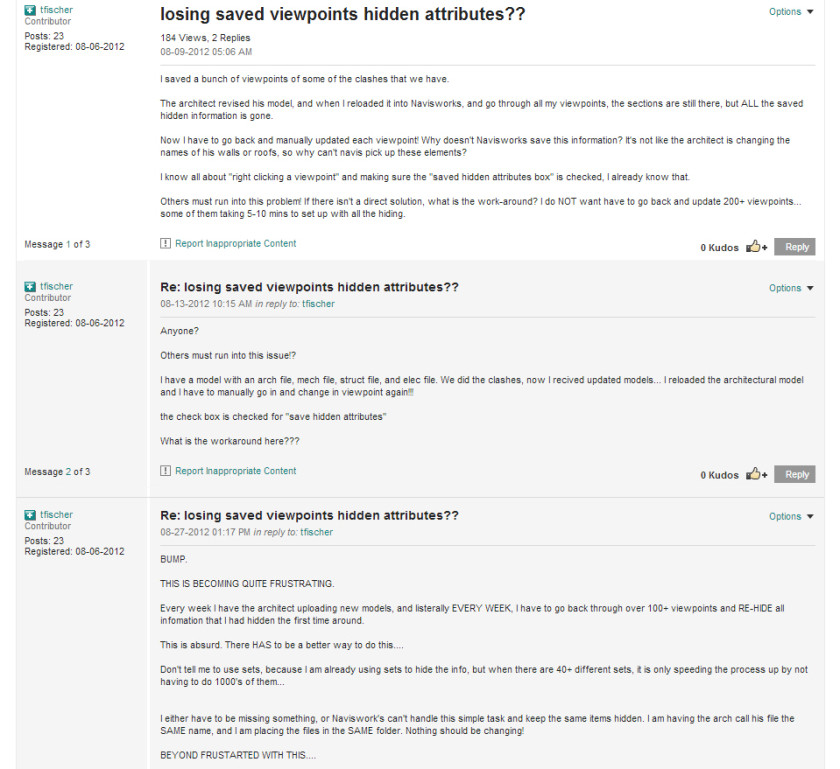 tfischer
Contributor
Posts: 23
Registered: 08-06-2012
losing saved viewpoints hidden attributes??
Options
184 Views, 2 Replies
08-09-2012 05:06 AM
I saved a bunch of viewpoints of some of the clashes that we have.
The architect revised his model, and when I reloaded it into Navisworks, and go through all my viewpoints, the sections are still there, but ALL the saved
hidden information is gone.
Now I have to go back and manually updated each viewpoint! Why doesn't Navisworks save this information? It's not like the architect is changing the
names of his walls or roofs, so why can't navis pick up these elements?
I know all about "right clicking a viewpoint" and making sure the "saved hidden attributes box" is checked, I already know that.
Others must run into this problem! If there isn't a direct solution, what is the work-around? I do NOT want have to go back and update 200+ viewpoints...
some of them taking 5-10 mins to set up with all the hiding.
Message 1 of 3
Report Inappropriate Content
0 Kudos
Reply
tfischer
Contributor
Posts: 23
Registered: 08-06-2012
Re: losing saved viewpoints hidden attributes??
Options
08-13-2012 10:15 AM in reply to: tfischer
Anyone?
Others must run into this issue!?
I have a model with an arch file, mech file, struct file, and elec file. We did the clashes, now I recived updated models... I reloaded the architectural model
and I have to manually go in and change in viewpoint again!!!
the check box is checked for "save hidden attributes"
What is the workaround here???
Message 2 of 3
Report Inappropriate Content
0 Kudos
Reply
tfischer
Contributor
Posts: 23
Registered: 08-06-2012
Re: losing saved viewpoints hidden attributes??
Options
08-27-2012 01:17 PM in reply to: tfischer
BUMP.
THIS IS BECOMING QUITE FRUSTRATING.
Every week I have the architect uploading new models, and listerally EVERY WEEK, I have to go back through over 100+ viewpoints and RE-HIDE all
infomation that I had hidden the first time around.
This is absurd. There HAS to be a better way to do this....
Don't tell me to use sets, because I am already using sets to hide the info, but when there are 40+ different sets, it is only speeding the process up by not
having to do 1000's of them...
I either have to be missing something, or Naviswork's can't handle this simple task and keep the same items hidden. I am having the arch call his file the
SAME name, and I am placing the files in the SAME folder. Nothing should be changing!
BEYOND FRUSTARTED WITH THIS....